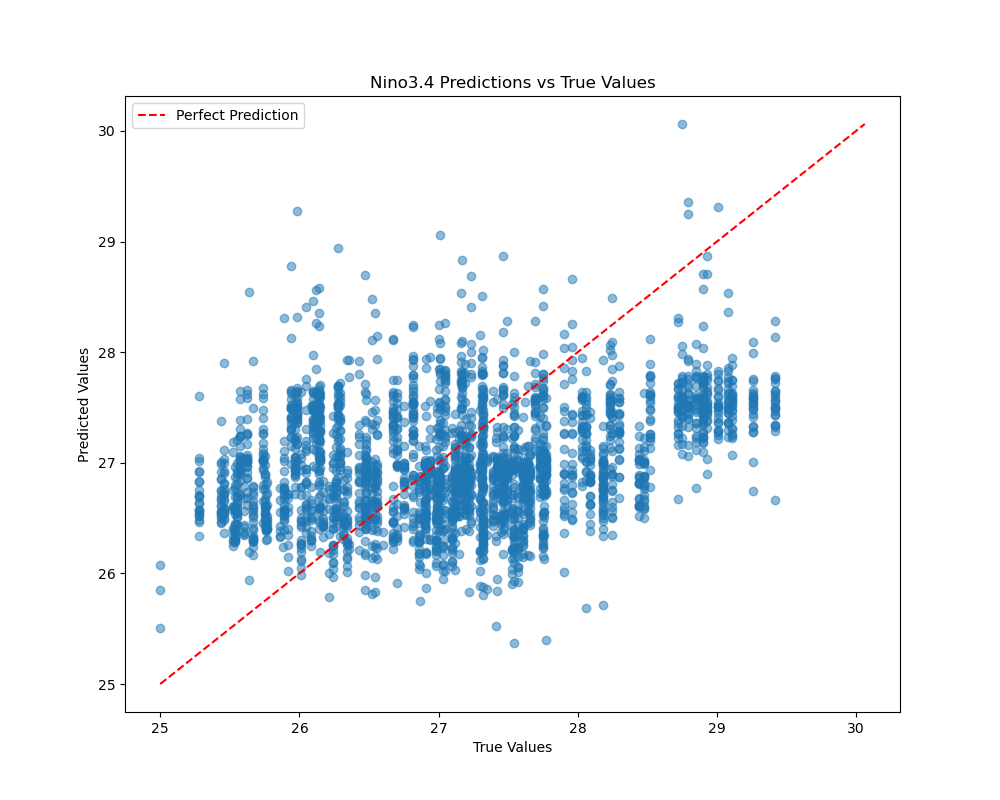 Nino3.4 Predictions vs True Values
Perfect Prediction
Predicted Values
30
29
28
27
26
25
25 26 27 28 29 30
True Values